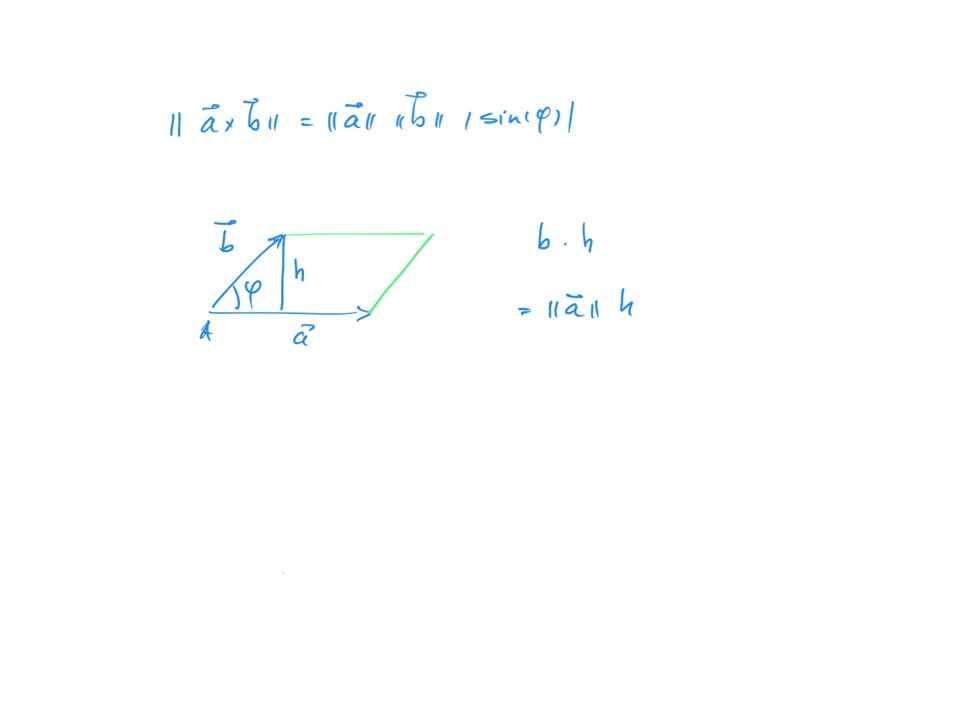 ‖ a⃗ × b⃗ ‖ = ‖ a⃗ ‖ ‖ b⃗ ‖ | sin(φ) |
b⃗
b · h
h
φ
= ‖ a⃗ ‖ h
A
a⃗